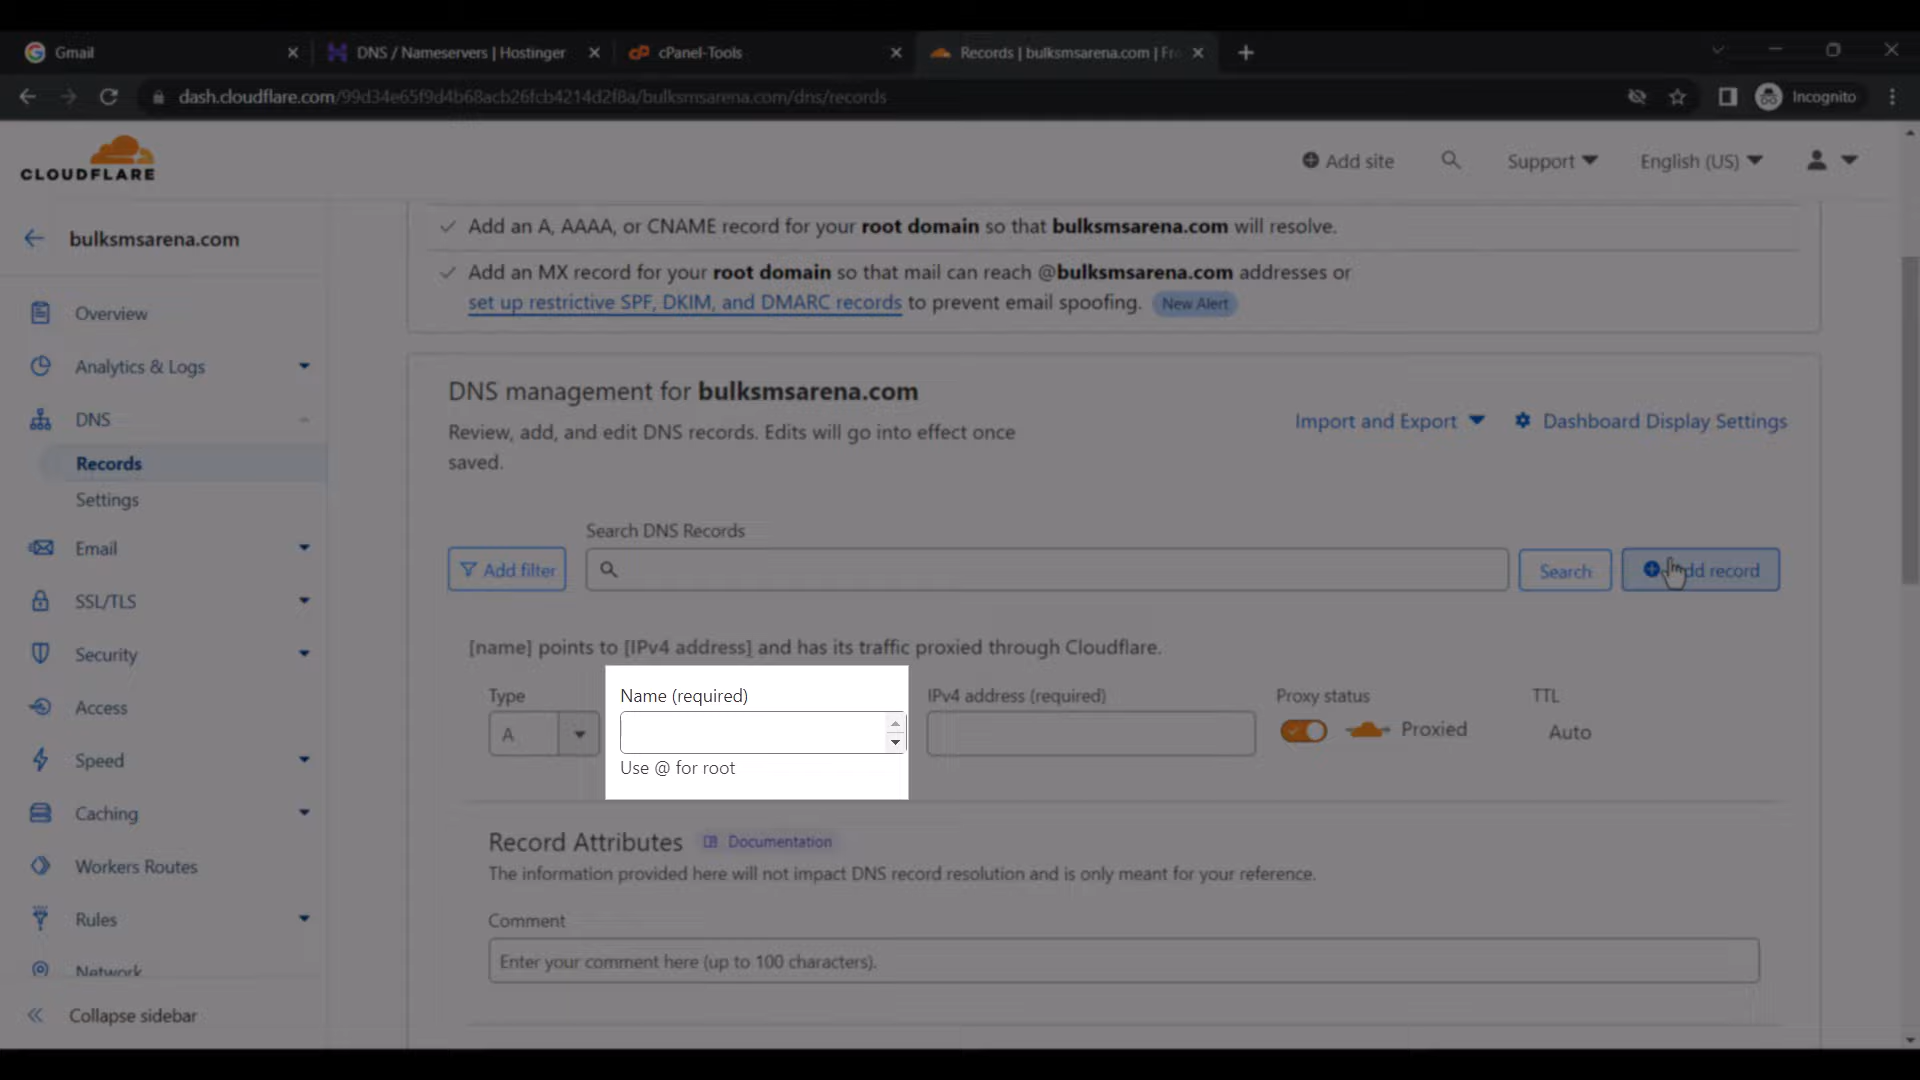 Gmail
DNS / Nameservers | Hostinger
cPanel-Tools
Records | bulksmsarena.com | Fr
dash.cloudflare.com/99d34e65f9d4b68acb26fcb4214d2f8a/bulksmsarena.com/dns/records
Incognito
CLOUDFLARE
Add site
Support
English (US)
bulksmsarena.com
Overview
Analytics & Logs
DNS
Records
Settings
Email
SSL/TLS
Security
Access
Speed
Caching
Workers Routes
Rules
Network
Collapse sidebar
Add an A, AAAA, or CNAME record for your root domain so that bulksmsarena.com will resolve.
Add an MX record for your root domain so that mail can reach @bulksmsarena.com addresses or
set up restrictive SPF, DKIM, and DMARC records to prevent email spoofing. New Alert
DNS management for bulksmsarena.com
Review, add, and edit DNS records. Edits will go into effect once
saved.
Import and Export
Dashboard Display Settings
Search DNS Records
Add filter
Search
Add record
[name] points to [IPv4 address] and has its traffic proxied through Cloudflare.
Type
Name (required)
IPv4 address (required)
Proxy status
TTL
A
Proxied
Auto
Use @ for root
Record Attributes
Documentation
The information provided here will not impact DNS record resolution and is only meant for your reference.
Comment
Enter your comment here (up to 100 characters).